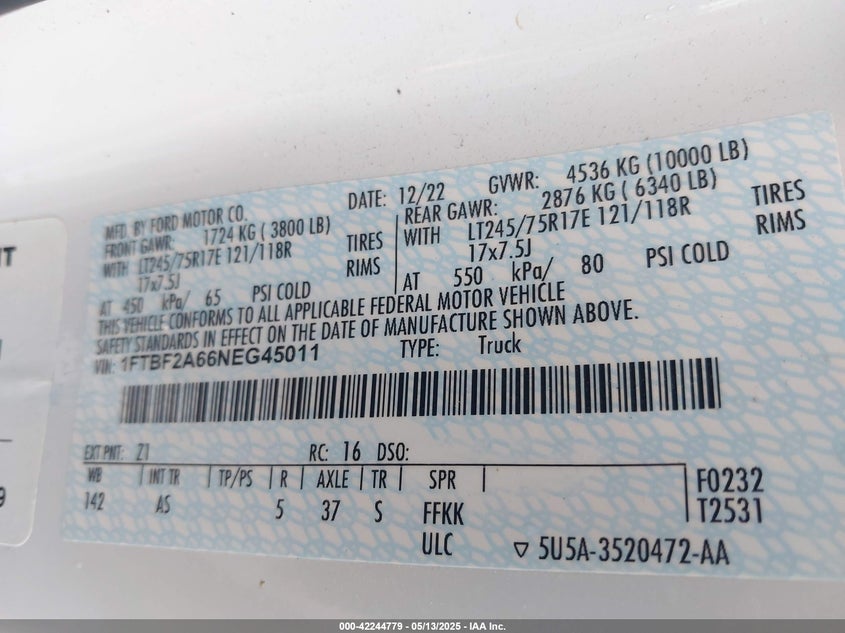 MFD. BY FORD MOTOR CO. DATE: 12/22 GVWR: 4536 KG (10000 LB)
FRONT GAWR: 1724 KG ( 3800 LB) REAR GAWR: 2876 KG ( 6340 LB)
WITH LT245/75R17E 121/118R TIRES WITH LT245/75R17E 121/118R TIRES
17x7.5J RIMS 17x7.5J RIMS
AT 450 kPa/ 65 PSI COLD AT 550 kPa/ 80 PSI COLD
THIS VEHICLE CONFORMS TO ALL APPLICABLE FEDERAL MOTOR VEHICLE
SAFETY STANDARDS IN EFFECT ON THE DATE OF MANUFACTURE SHOWN ABOVE.
VIN: 1FTBF2A66NEG45011 TYPE: Truck
EXT PNT: Z1 RC: 16 DSO:
WB INT TR TP/PS R AXLE TR SPR F0232
142 AS 5 37 S FFKK T2531
ULC 5U5A-3520472-AA
000-42244779 - 05/13/2025 - IAA Inc.